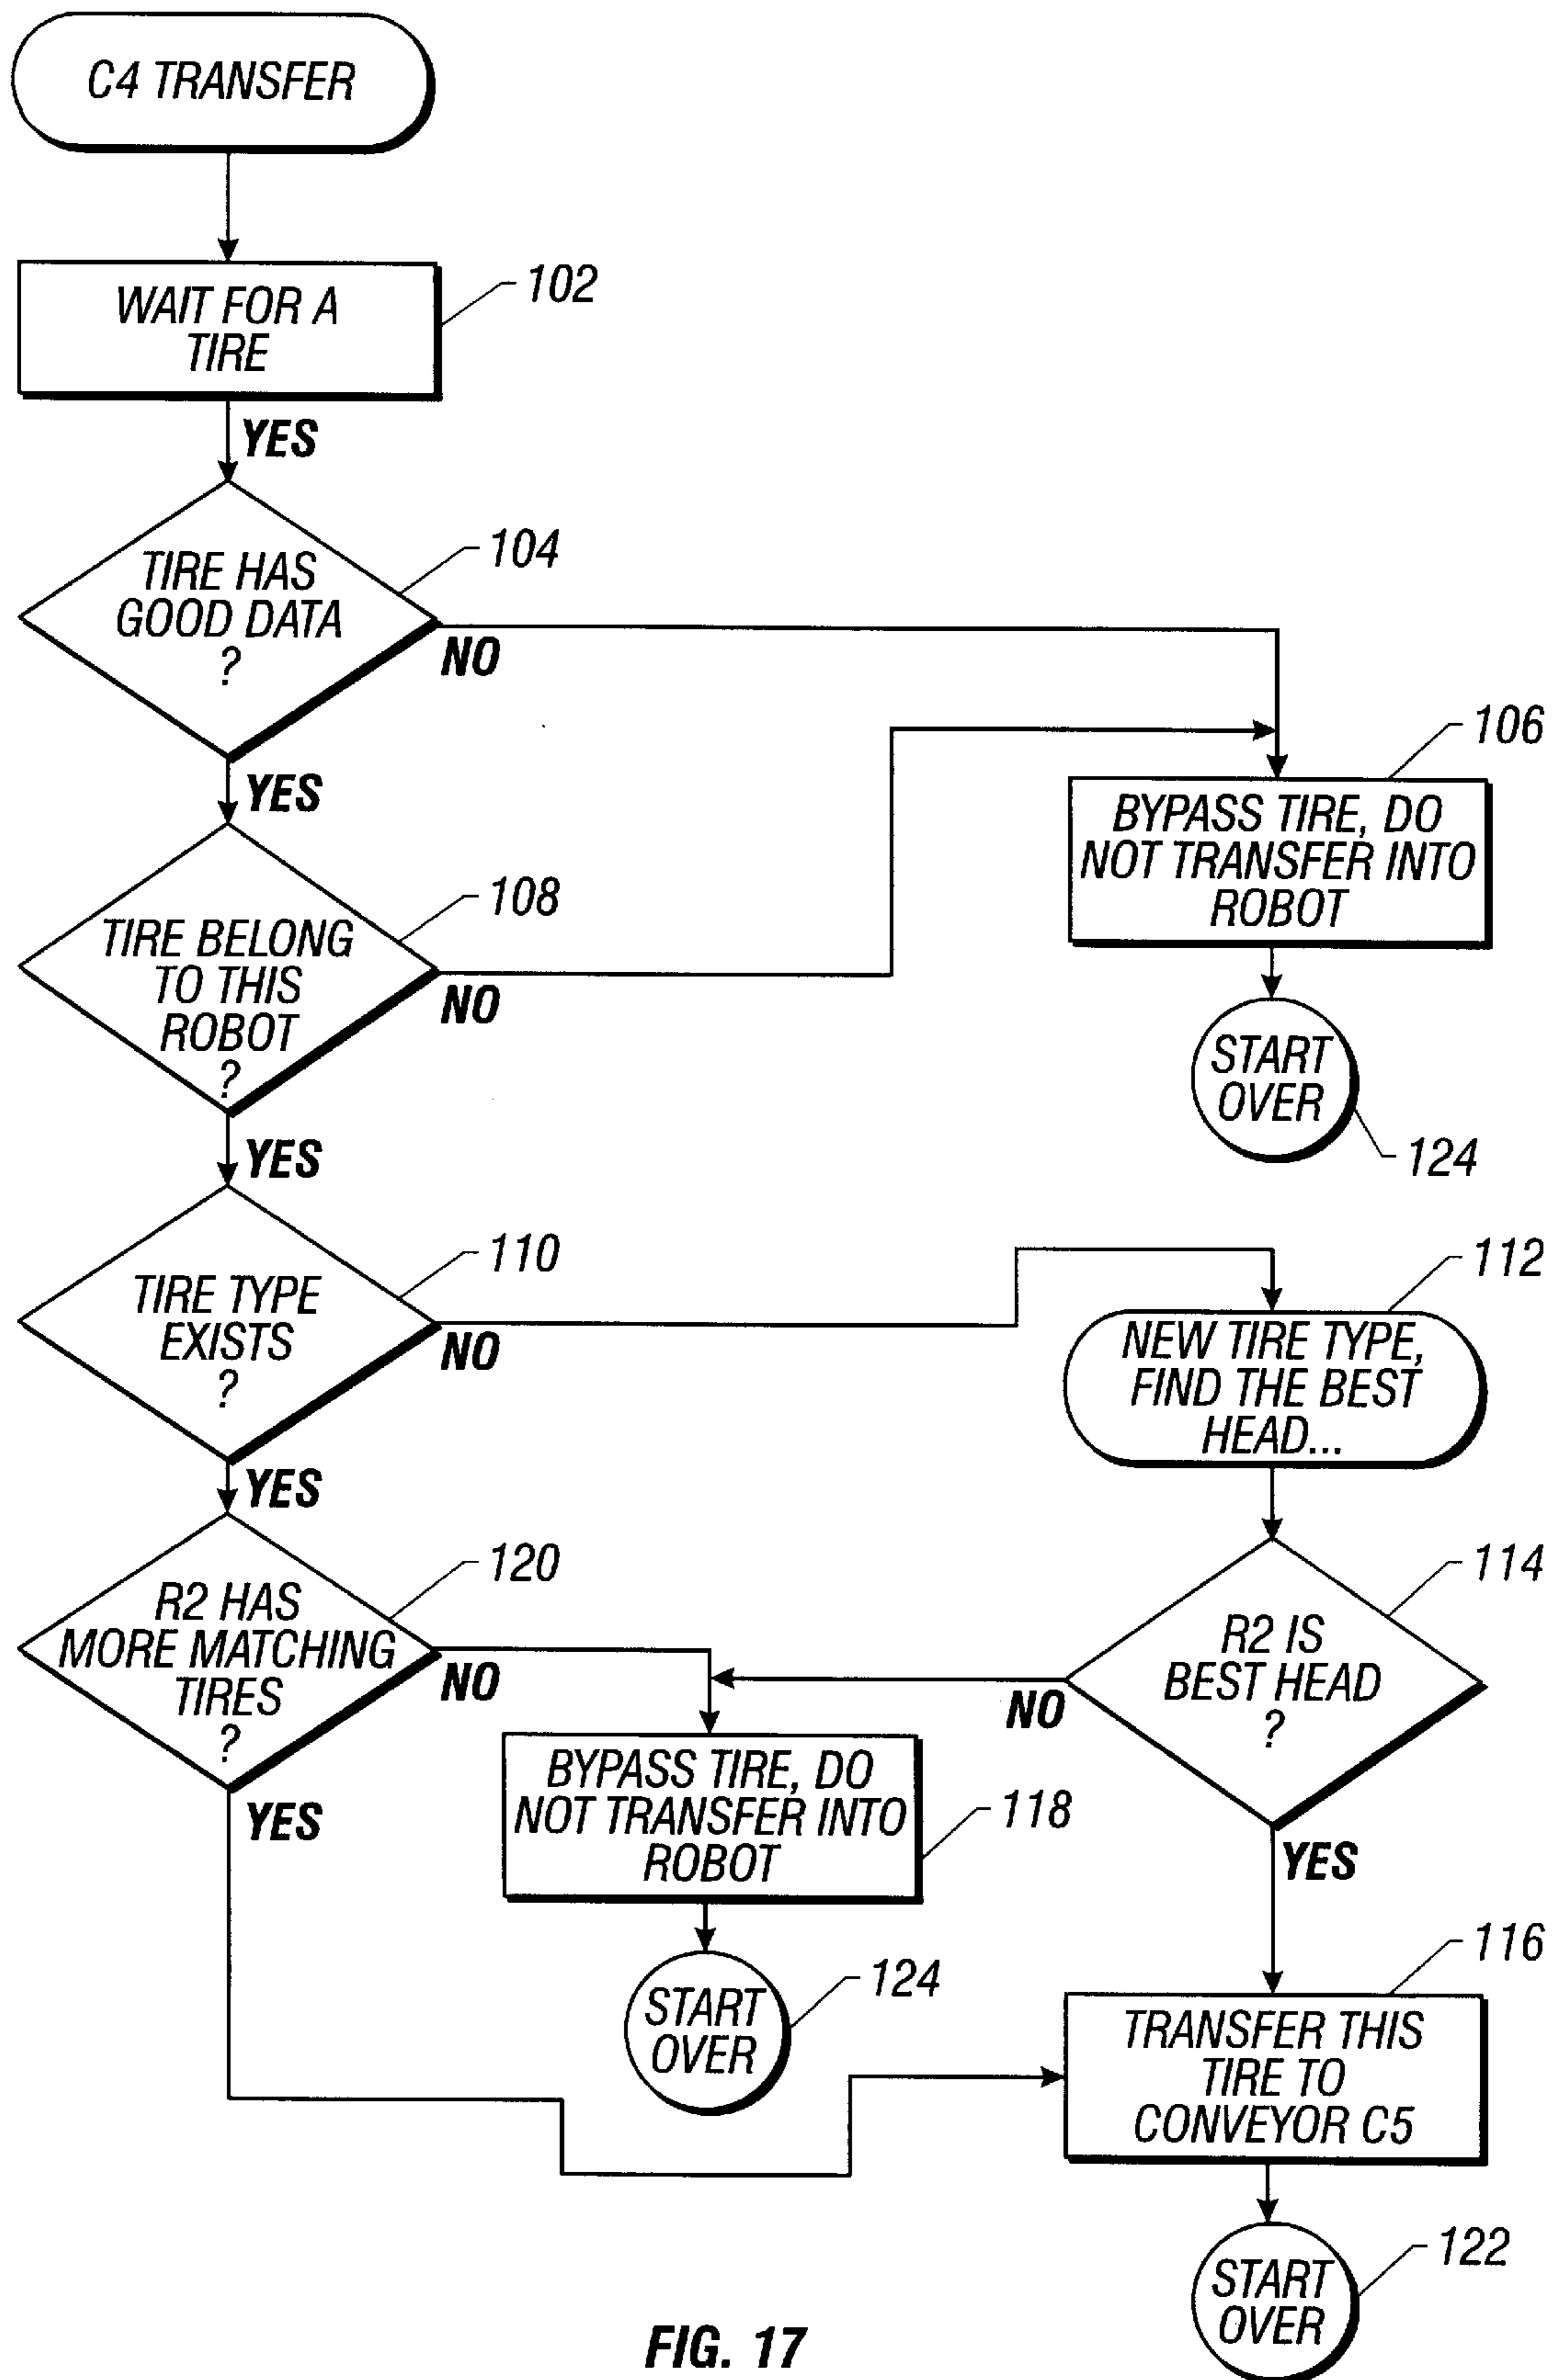 C4 TRANSFER
WAIT FOR A
TIRE
102
YES
TIRE HAS
GOOD DATA
?
104
NO
YES
106
BYPASS TIRE, DO
NOT TRANSFER INTO
ROBOT
START
OVER
124
TIRE BELONG
TO THIS
ROBOT
?
108
NO
YES
TIRE TYPE
EXISTS
?
110
NO
YES
112
NEW TIRE TYPE,
FIND THE BEST
HEAD...
R2 HAS
MORE MATCHING
TIRES
?
120
NO
YES
114
R2 IS
BEST HEAD
?
NO
YES
BYPASS TIRE, DO
NOT TRANSFER INTO
ROBOT
118
START
OVER
124
116
TRANSFER THIS
TIRE TO
CONVEYOR C5
START
OVER
122
FIG. 17